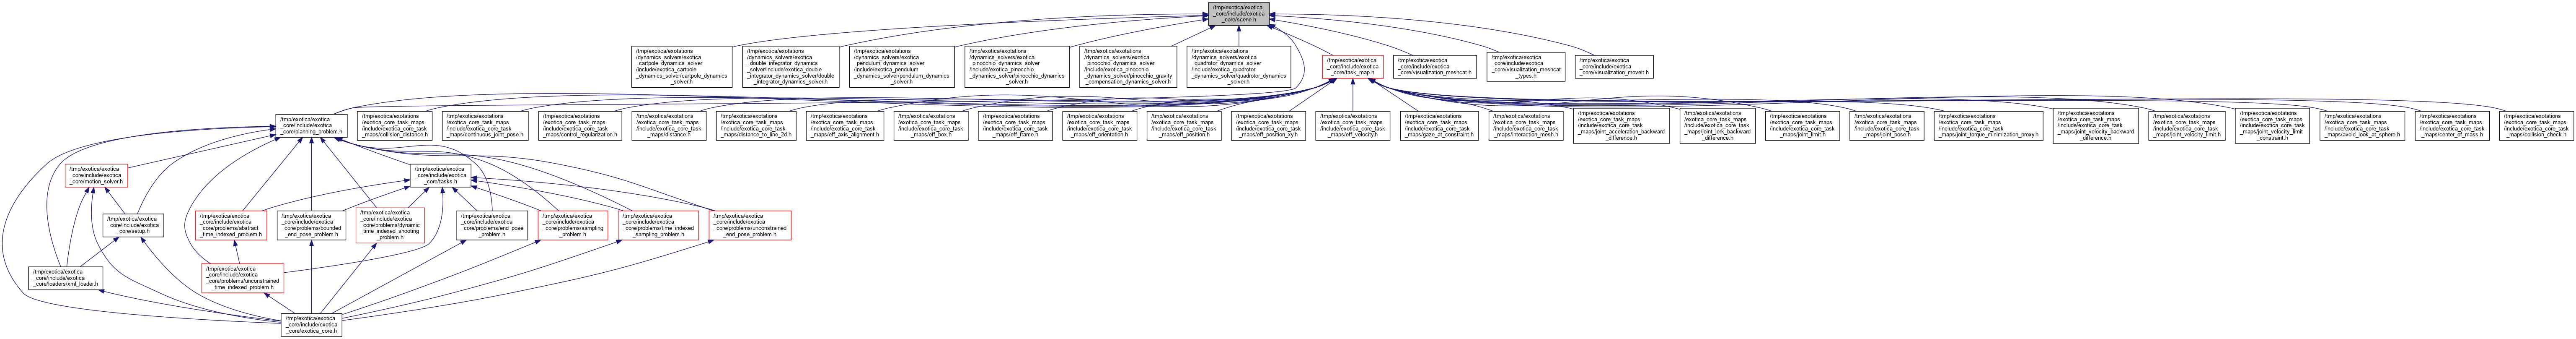 /tmp/exotica/exotica
_core/include/exotica
_core/scene.h
/tmp/exotica/exotations
/dynamics_solvers/exotica
_cartpole_dynamics_solver
/include/exotica_cartpole
_dynamics_solver/cartpole_dynamics
_solver.h
/tmp/exotica/exotations
/dynamics_solvers/exotica
_double_integrator_dynamics
_solver/include/exotica_double
_integrator_dynamics_solver/double
_integrator_dynamics_solver.h
/tmp/exotica/exotations
/dynamics_solvers/exotica
_pendulum_dynamics_solver
/include/exotica_pendulum
_dynamics_solver/pendulum_dynamics
_solver.h
/tmp/exotica/exotations
/dynamics_solvers/exotica
_pinocchio_dynamics_solver
/include/exotica_pinocchio
_dynamics_solver/pinocchio_dynamics
_solver.h
/tmp/exotica/exotations
/dynamics_solvers/exotica
_pinocchio_dynamics_solver
/include/exotica_pinocchio
_dynamics_solver/pinocchio_gravity
_compensation_dynamics_solver.h
/tmp/exotica/exotations
/dynamics_solvers/exotica
_quadrotor_dynamics_solver
/include/exotica_quadrotor
_dynamics_solver/quadrotor_dynamics
_solver.h
/tmp/exotica/exotica
_core/include/exotica
_core/task_map.h
/tmp/exotica/exotica
_core/include/exotica
_core/visualization_meshcat.h
/tmp/exotica/exotica
_core/include/exotica
_core/visualization_meshcat
_types.h
/tmp/exotica/exotica
_core/include/exotica
_core/visualization_moveit.h
/tmp/exotica/exotica
_core/include/exotica
_core/planning_problem.h
/tmp/exotica/exotations
/exotica_core_task_maps
/include/exotica_core_task
_maps/collision_distance.h
/tmp/exotica/exotations
/exotica_core_task_maps
/include/exotica_core_task
_maps/continuous_joint_pose.h
/tmp/exotica/exotations
/exotica_core_task_maps
/include/exotica_core_task
_maps/control_regularization.h
/tmp/exotica/exotations
/exotica_core_task_maps
/include/exotica_core_task
_maps/distance.h
/tmp/exotica/exotations
/exotica_core_task_maps
/include/exotica_core_task
_maps/distance_to_line_2d.h
/tmp/exotica/exotations
/exotica_core_task_maps
/include/exotica_core_task
_maps/eff_axis_alignment.h
/tmp/exotica/exotations
/exotica_core_task_maps
/include/exotica_core_task
_maps/eff_box.h
/tmp/exotica/exotations
/exotica_core_task_maps
/include/exotica_core_task
_maps/eff_frame.h
/tmp/exotica/exotations
/exotica_core_task_maps
/include/exotica_core_task
_maps/eff_orientation.h
/tmp/exotica/exotations
/exotica_core_task_maps
/include/exotica_core_task
_maps/eff_position.h
/tmp/exotica/exotations
/exotica_core_task_maps
/include/exotica_core_task
_maps/eff_position_xy.h
/tmp/exotica/exotations
/exotica_core_task_maps
/include/exotica_core_task
_maps/eff_velocity.h
/tmp/exotica/exotations
/exotica_core_task_maps
/include/exotica_core_task
_maps/gaze_at_constraint.h
/tmp/exotica/exotations
/exotica_core_task_maps
/include/exotica_core_task
_maps/interaction_mesh.h
/tmp/exotica/exotations
/exotica_core_task_maps
/include/exotica_core_task
_maps/joint_acceleration_backward
_difference.h
/tmp/exotica/exotations
/exotica_core_task_maps
/include/exotica_core_task
_maps/joint_jerk_backward
_difference.h
/tmp/exotica/exotations
/exotica_core_task_maps
/include/exotica_core_task
_maps/joint_limit.h
/tmp/exotica/exotations
/exotica_core_task_maps
/include/exotica_core_task
_maps/joint_pose.h
/tmp/exotica/exotations
/exotica_core_task_maps
/include/exotica_core_task
_maps/joint_torque_minimization_proxy.h
/tmp/exotica/exotations
/exotica_core_task_maps
/include/exotica_core_task
_maps/joint_velocity_backward
_difference.h
/tmp/exotica/exotations
/exotica_core_task_maps
/include/exotica_core_task
_maps/joint_velocity_limit.h
/tmp/exotica/exotations
/exotica_core_task_maps
/include/exotica_core_task
_maps/joint_velocity_limit
_constraint.h
/tmp/exotica/exotations
/exotica_core_task_maps
/include/exotica_core_task
_maps/avoid_look_at_sphere.h
/tmp/exotica/exotations
/exotica_core_task_maps
/include/exotica_core_task
_maps/center_of_mass.h
/tmp/exotica/exotations
/exotica_core_task_maps
/include/exotica_core_task
_maps/collision_check.h
/tmp/exotica/exotica
_core/include/exotica
_core/motion_solver.h
/tmp/exotica/exotica
_core/include/exotica
_core/tasks.h
/tmp/exotica/exotica
_core/include/exotica
_core/setup.h
/tmp/exotica/exotica
_core/include/exotica
_core/problems/abstract
_time_indexed_problem.h
/tmp/exotica/exotica
_core/include/exotica
_core/problems/bounded
_end_pose_problem.h
/tmp/exotica/exotica
_core/include/exotica
_core/problems/dynamic
_time_indexed_shooting
_problem.h
/tmp/exotica/exotica
_core/include/exotica
_core/problems/end_pose
_problem.h
/tmp/exotica/exotica
_core/include/exotica
_core/problems/sampling
_problem.h
/tmp/exotica/exotica
_core/include/exotica
_core/problems/time_indexed
_sampling_problem.h
/tmp/exotica/exotica
_core/include/exotica
_core/problems/unconstrained
_end_pose_problem.h
/tmp/exotica/exotica
_core/include/exotica
_core/loaders/xml_loader.h
/tmp/exotica/exotica
_core/include/exotica
_core/problems/unconstrained
_time_indexed_problem.h
/tmp/exotica/exotica
_core/include/exotica
_core/exotica_core.h